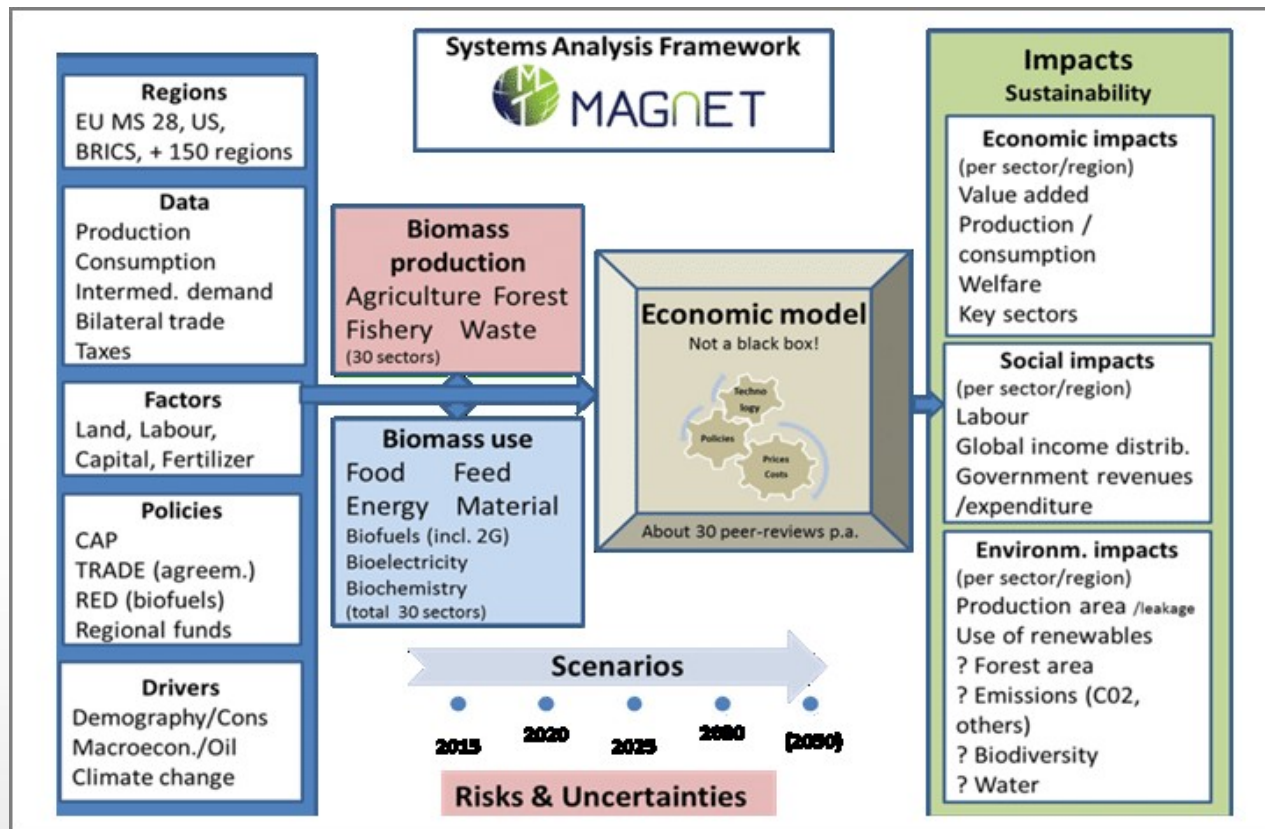 Systems Analysis Framework
MAGNET
Regions
EU MS 28, US,
BRICS, + 150 regions
Data
Production
Consumption
Intermed. demand
Bilateral trade
Taxes
Factors
Land, Labour,
Capital, Fertilizer
Policies
CAP
TRADE (agreem.)
RED (biofuels)
Regional funds
Drivers
Demography/Cons
Macroecon./Oil
Climate change
Biomass
production
Agriculture Forest
Fishery Waste
(30 sectors)
Biomass use
Food Feed
Energy Material
Biofuels (incl. 2G)
Bioelectricity
Biochemistry
(total 30 sectors)
Economic model
Not a black box!
Techno
logy
Policies
Prices
Costs
About 30 peer-reviews p.a.
Scenarios
2015 2020 2025 2030 (2050)
Risks & Uncertainties
Impacts
Sustainability
Economic impacts
(per sector/region)
Value added
Production /
consumption
Welfare
Key sectors
Social impacts
(per sector/region)
Labour
Global income distrib.
Government revenues
/expenditure
Environm. impacts
(per sector/region)
Production area /leakage
Use of renewables
? Forest area
? Emissions (C02,
others)
? Biodiversity
? Water